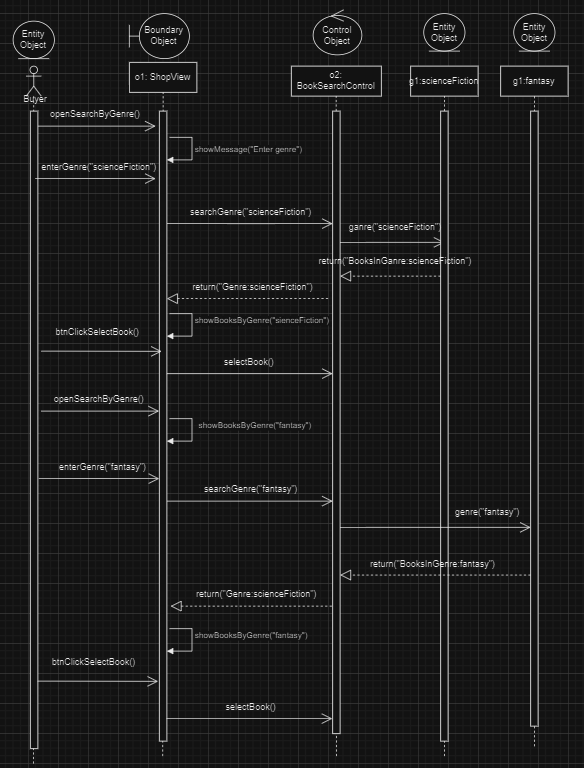 Entity
Object
Boundary
Object
Control
Object
Entity
Object
Entity
Object
Buyer
o1: ShopView
o2:
BookSearchControl
g1:scienceFiction
g1:fantasy
openSearchByGenre()
showMessage("Enter genre")
enterGenre("scienceFiction")
searchGenre("scienceFiction")
ganre("scienceFiction")
return("BooksInGanre:scienceFiction")
return("Genre:scienceFiction")
showBooksByGenre("sienceFiction")
btnClickSelectBook()
selectBook()
openSearchByGenre()
showBooksByGenre("fantasy")
enterGenre("fantasy")
searchGenre("fantasy")
genre("fantasy")
return("BooksInGenre:fantasy")
return("Genre:scienceFiction")
showBooksByGenre("fantasy")
btnClickSelectBook()
selectBook()